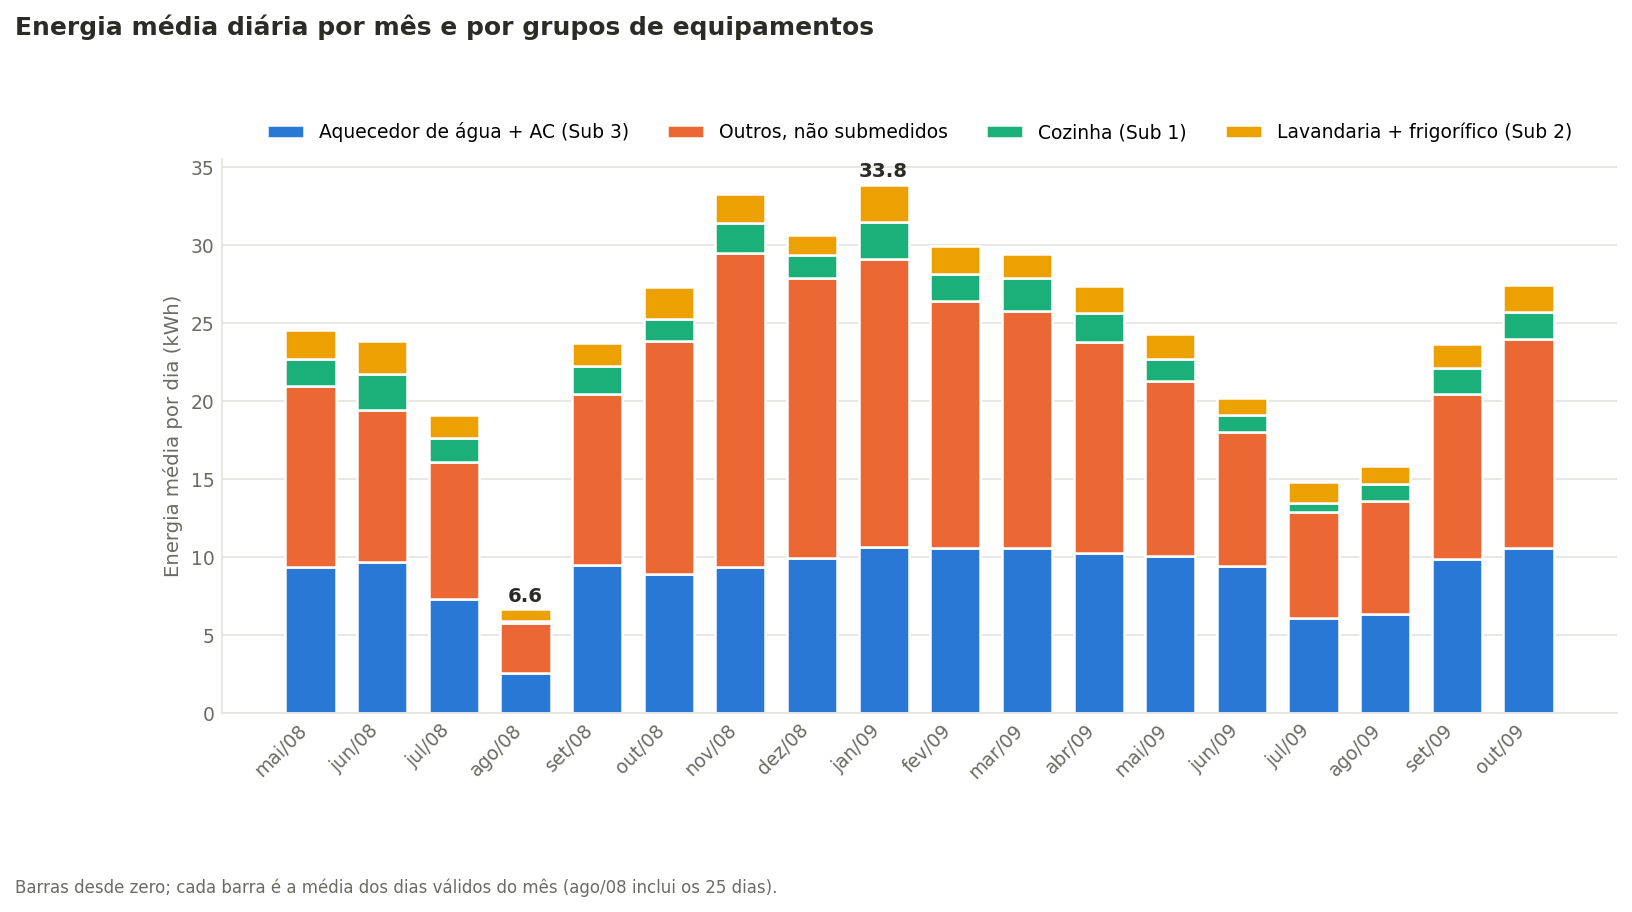 Energia média diária por mês e por grupos de equipamentos
Aquecedor de água + AC (Sub 3) Outros, não submedidos Cozinha (Sub 1) Lavandaria + frigorífico (Sub 2)
Energia média por dia (kWh)
35
30
25
20
15
10
5
0
33.8
6.6
mai/08 jun/08 jul/08 ago/08 set/08 out/08 nov/08 dez/08 jan/09 fev/09 mar/09 abr/09 mai/09 jun/09 jul/09 ago/09 set/09 out/09
Barras desde zero; cada barra é a média dos dias válidos do mês (ago/08 inclui os 25 dias).